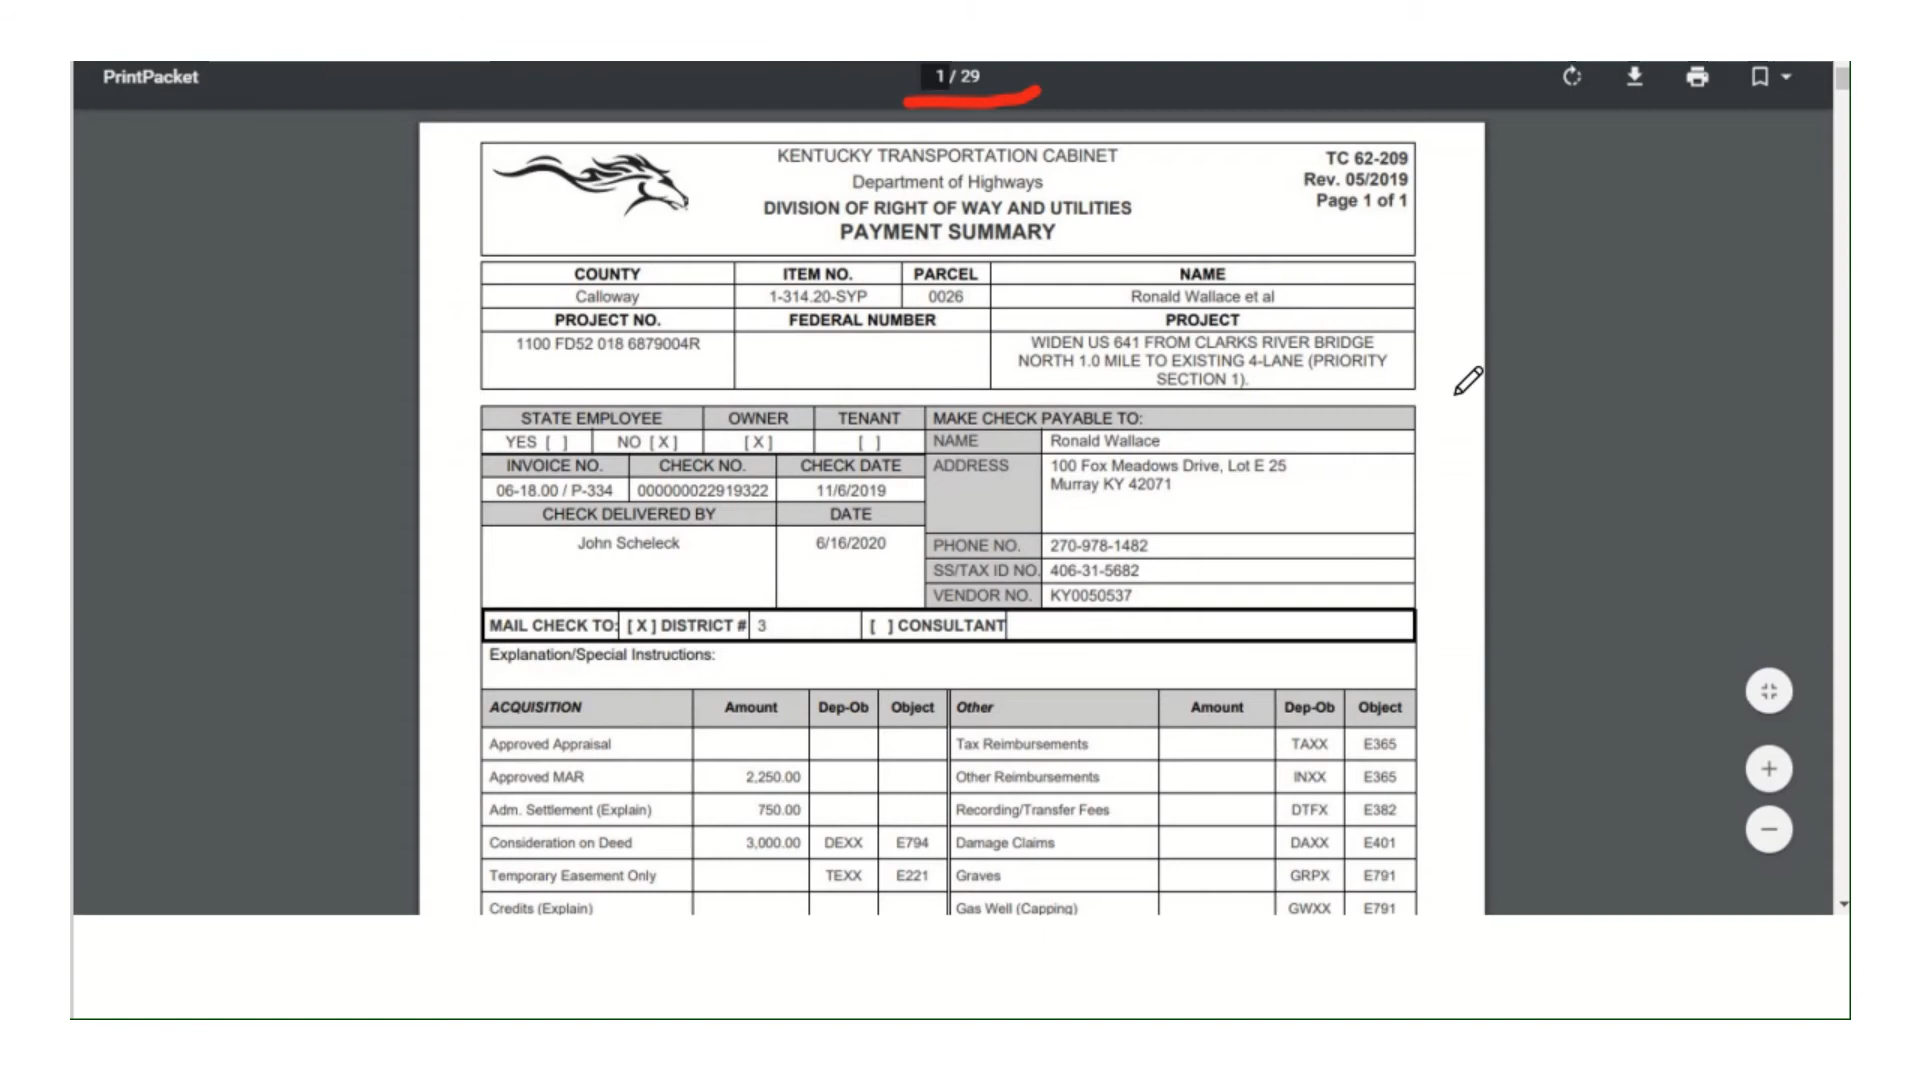 PrintPacket
1 / 29
KENTUCKY TRANSPORTATION CABINET
Department of Highways
DIVISION OF RIGHT OF WAY AND UTILITIES
PAYMENT SUMMARY
TC 62-209
Rev. 05/2019
Page 1 of 1
COUNTY ITEM NO. PARCEL NAME
Calloway 1-314.20-SYP 0026 Ronald Wallace et al
PROJECT NO. FEDERAL NUMBER PROJECT
1100 FD52 018 6879004R
WIDEN US 641 FROM CLARKS RIVER BRIDGE
NORTH 1.0 MILE TO EXISTING 4-LANE (PRIORITY
SECTION 1).
STATE EMPLOYEE OWNER TENANT MAKE CHECK PAYABLE TO:
YES [ ] NO [ X ] [ X ] [ ] NAME Ronald Wallace
INVOICE NO. CHECK NO. CHECK DATE ADDRESS 100 Fox Meadows Drive, Lot E 25
06-18.00 / P-334 000000022919322 11/6/2019 Murray KY 42071
CHECK DELIVERED BY DATE
John Scheleck 6/16/2020 PHONE NO. 270-978-1482
SS/TAX ID NO. 406-31-5682
VENDOR NO. KY0050537
MAIL CHECK TO: [ X ] DISTRICT # 3 [ ] CONSULTANT
Explanation/Special Instructions:
ACQUISITION Amount Dep-Ob Object Other Amount Dep-Ob Object
Approved Appraisal Tax Reimbursements TAXX E365
Approved MAR 2,250.00 Other Reimbursements INXX E365
Adm. Settlement (Explain) 750.00 Recording/Transfer Fees DTFX E382
Consideration on Deed 3,000.00 DEXX E794 Damage Claims DAXX E401
Temporary Easement Only TEXX E221 Graves GRPX E791
Credits (Explain) Gas Well (Capping) GWXX E791